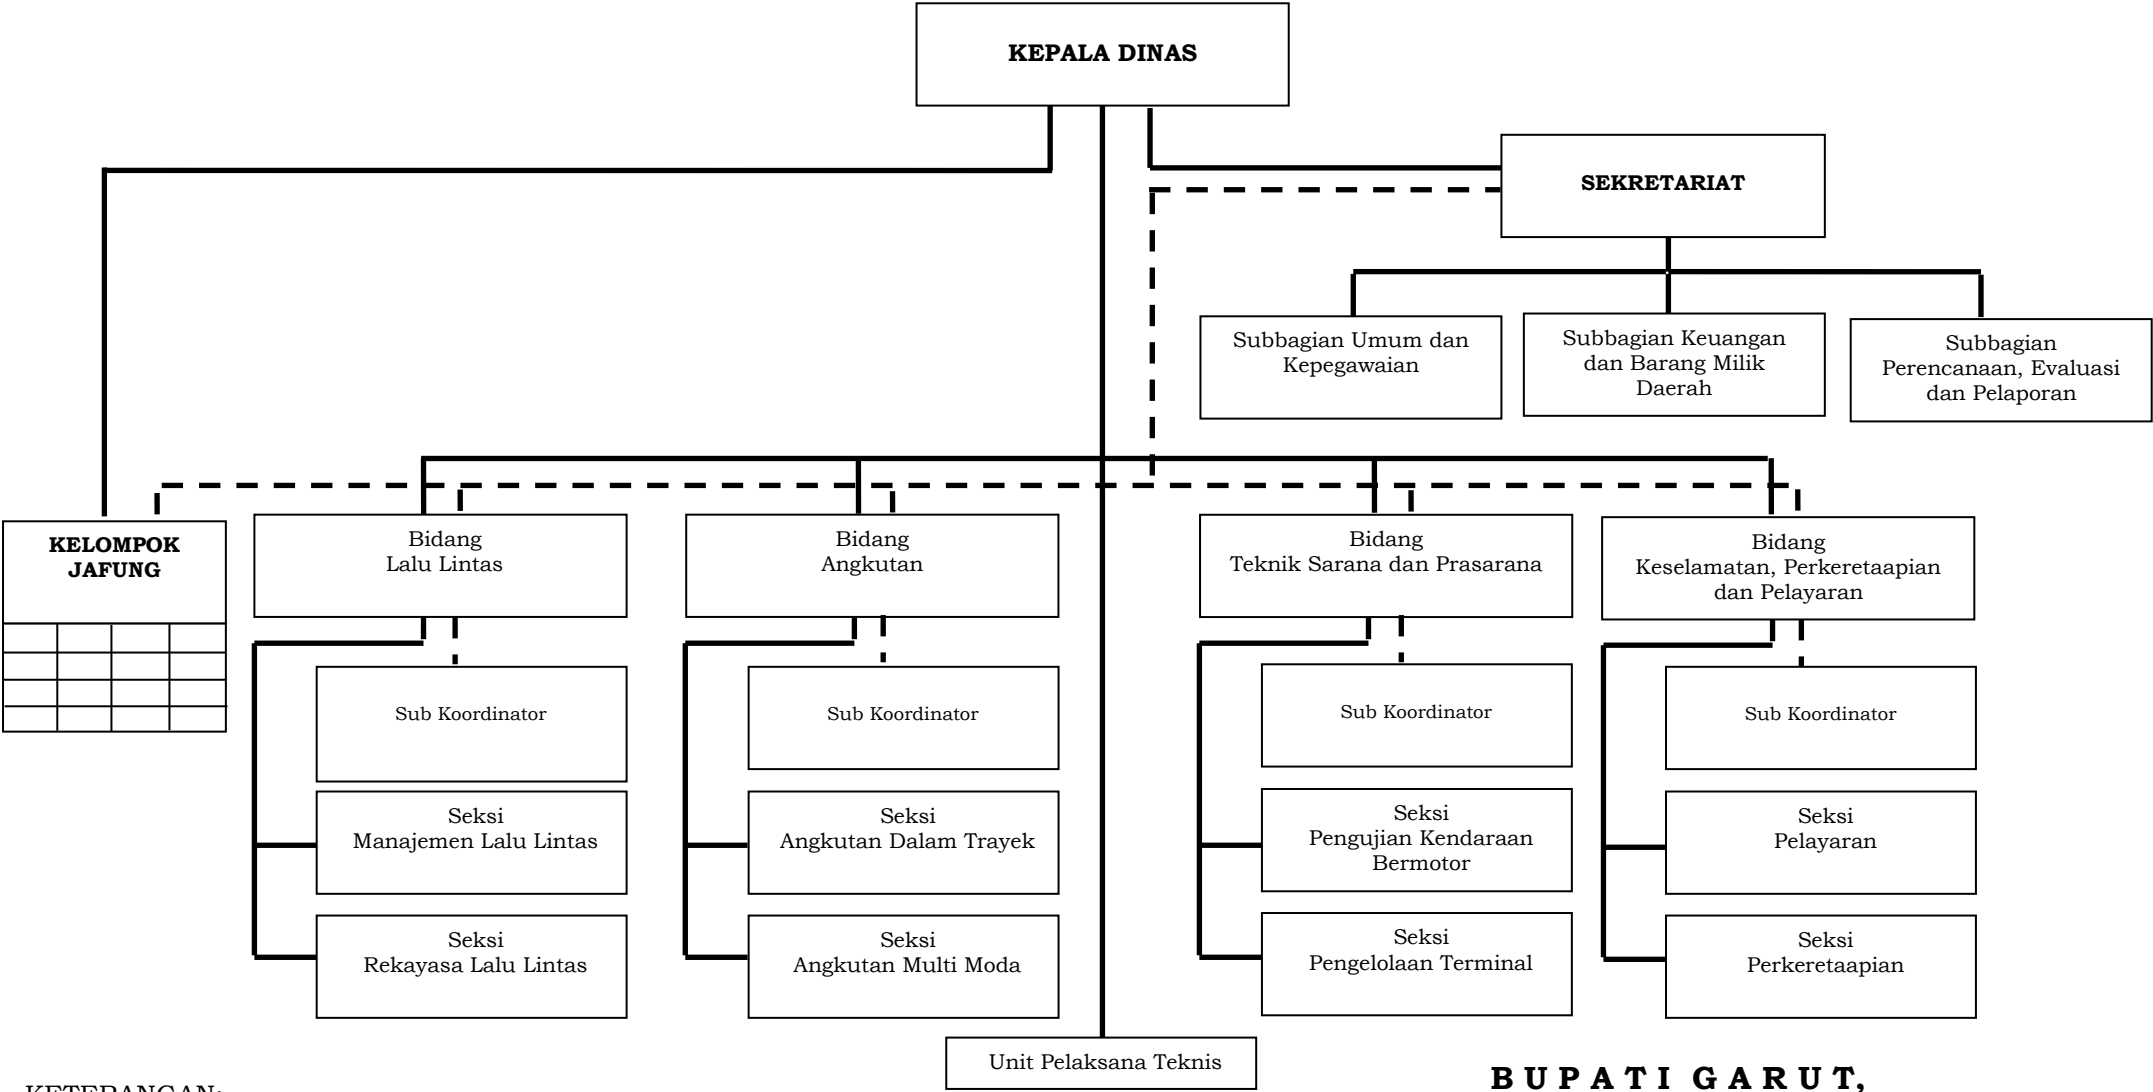 KEPALA DINAS
SEKRETARIAT
Subbagian Umum dan
Kepegawaian
Subbagian Keuangan
dan Barang Milik
Daerah
Subbagian
Perencanaan, Evaluasi
dan Pelaporan
KELOMPOK
JAFUNG
Bidang
Lalu Lintas
Bidang
Angkutan
Bidang
Teknik Sarana dan Prasarana
Bidang
Keselamatan, Perkeretaapian
dan Pelayaran
Sub Koordinator
Sub Koordinator
Sub Koordinator
Sub Koordinator
Seksi
Manajemen Lalu Lintas
Seksi
Angkutan Dalam Trayek
Seksi
Pengujian Kendaraan
Bermotor
Seksi
Pelayaran
Seksi
Rekayasa Lalu Lintas
Seksi
Angkutan Multi Moda
Seksi
Pengelolaan Terminal
Seksi
Perkeretaapian
Unit Pelaksana Teknis
KETERANGAN:
B U P A T I  G A R U T,